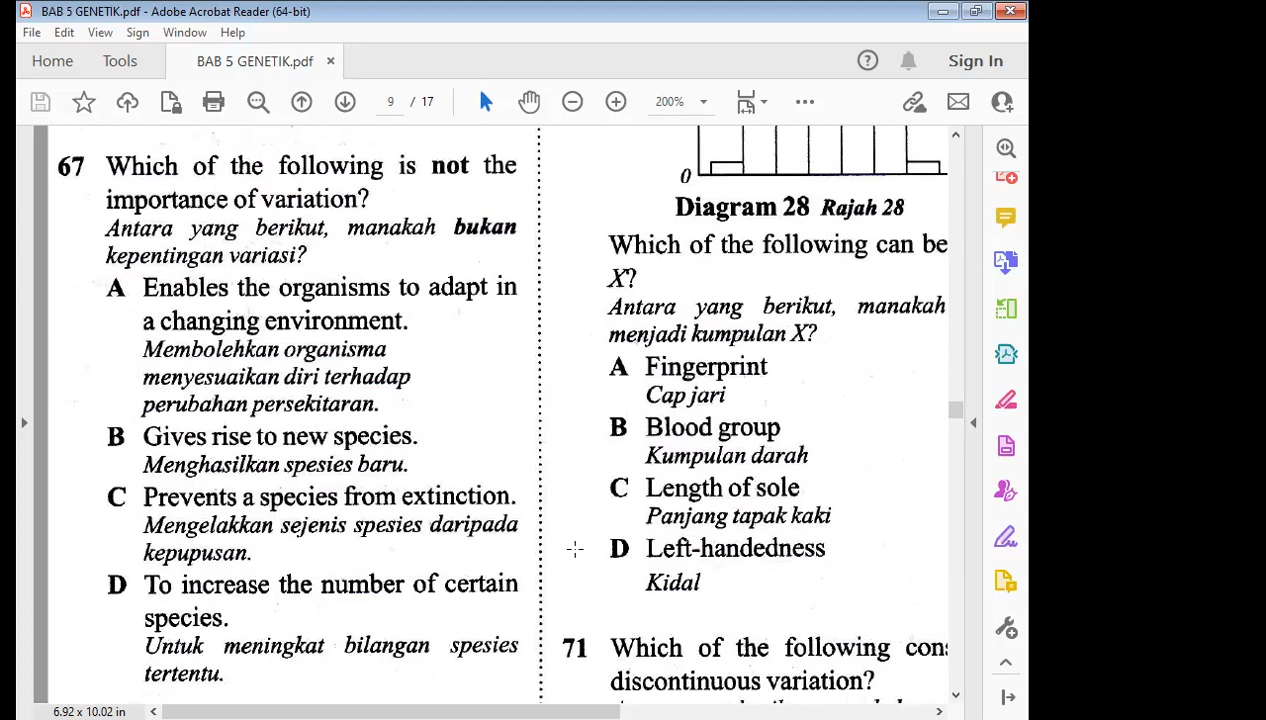 BAB 5 GENETIK.pdf - Adobe Acrobat Reader (64-bit)
File Edit View Sign Window Help
Home Tools BAB 5 GENETIK.pdf × Sign In
9 / 17 200%
67 Which of the following is not the
importance of variation?
Antara yang berikut, manakah bukan
kepentingan variasi?
A Enables the organisms to adapt in
a changing environment.
Membolehkan organisma
menyesuaikan diri terhadap
perubahan persekitaran.
B Gives rise to new species.
Menghasilkan spesies baru.
C Prevents a species from extinction.
Mengelakkan sejenis spesies daripada
kepupusan.
D To increase the number of certain
species.
Untuk meningkat bilangan spesies
tertentu.
0
Diagram 28 Rajah 28
Which of the following can be
X?
Antara yang berikut, manakah
menjadi kumpulan X?
A Fingerprint
Cap jari
B Blood group
Kumpulan darah
C Length of sole
Panjang tapak kaki
D Left-handedness
Kidal
71 Which of the following
discontinuous variation?
6.92 x 10.02 in